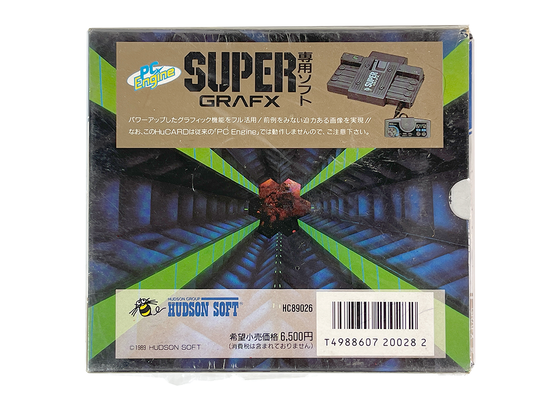 PC Engine
SUPER GRAFX
専用ソフト
SUPER
パワーアップしたグラフィック機能をフル活用/前例をみない迫力ある画像を実現//
なお、このHuCARDは従来の「PC Engine」では動作しませんので、ご注意下さい。
HUDSON GROUP
HUDSON SOFT®
HC89026
希望小売価格 6,500円
(消費税は含まれておりません)
©1989 HUDSON SOFT
T4988607 20028 2